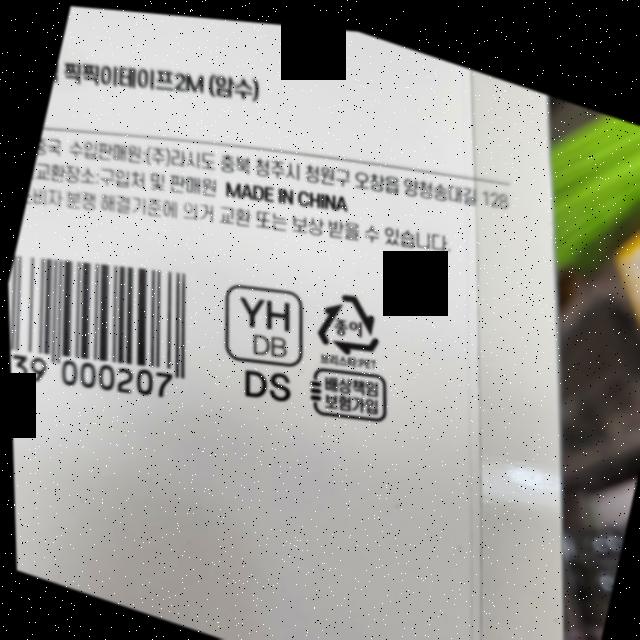 찍찍이테이프2M (암수)
수입판매원:(주)라시도 충북 청주시 청원구 오창읍 양청송대길 128
교환장소:구입처 및 판매원 MADE IN CHINA
분쟁 해결기준에 의거 교환 또는 보상 받을 수 있습니다.
39 000207
YH
DB
DS
종이
배상책임
보험가입